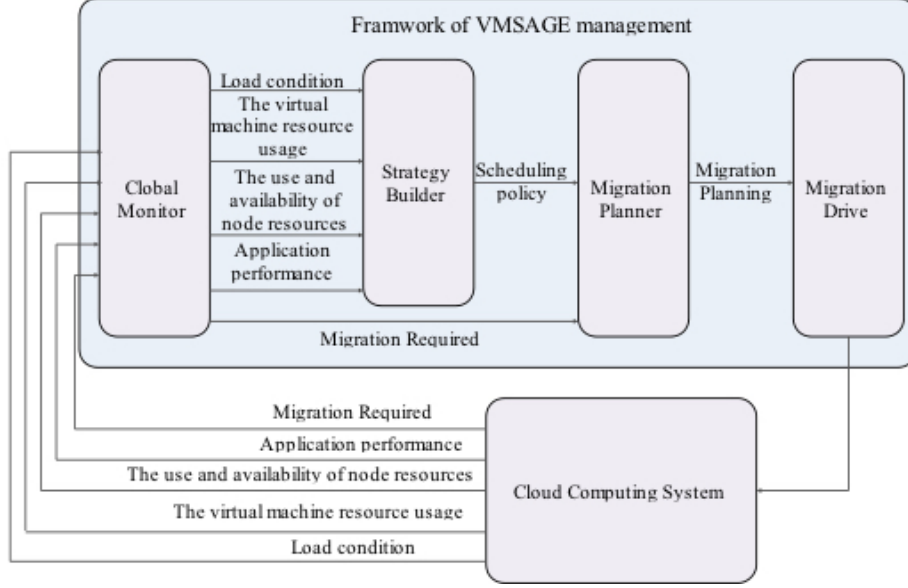 Framwork of VMSAGE management
Clobal
Monitor
Load condition
The virtual
machine resource
usage
The use and
availability of
node resources
Application
performance
Strategy
Builder
Scheduling
policy
Migration
Planner
Migration
Planning
Migration
Drive
Migration Required
Migration Required
Application performance
The use and availability of node resources
The virtual machine resource usage
Load condition
Cloud Computing System